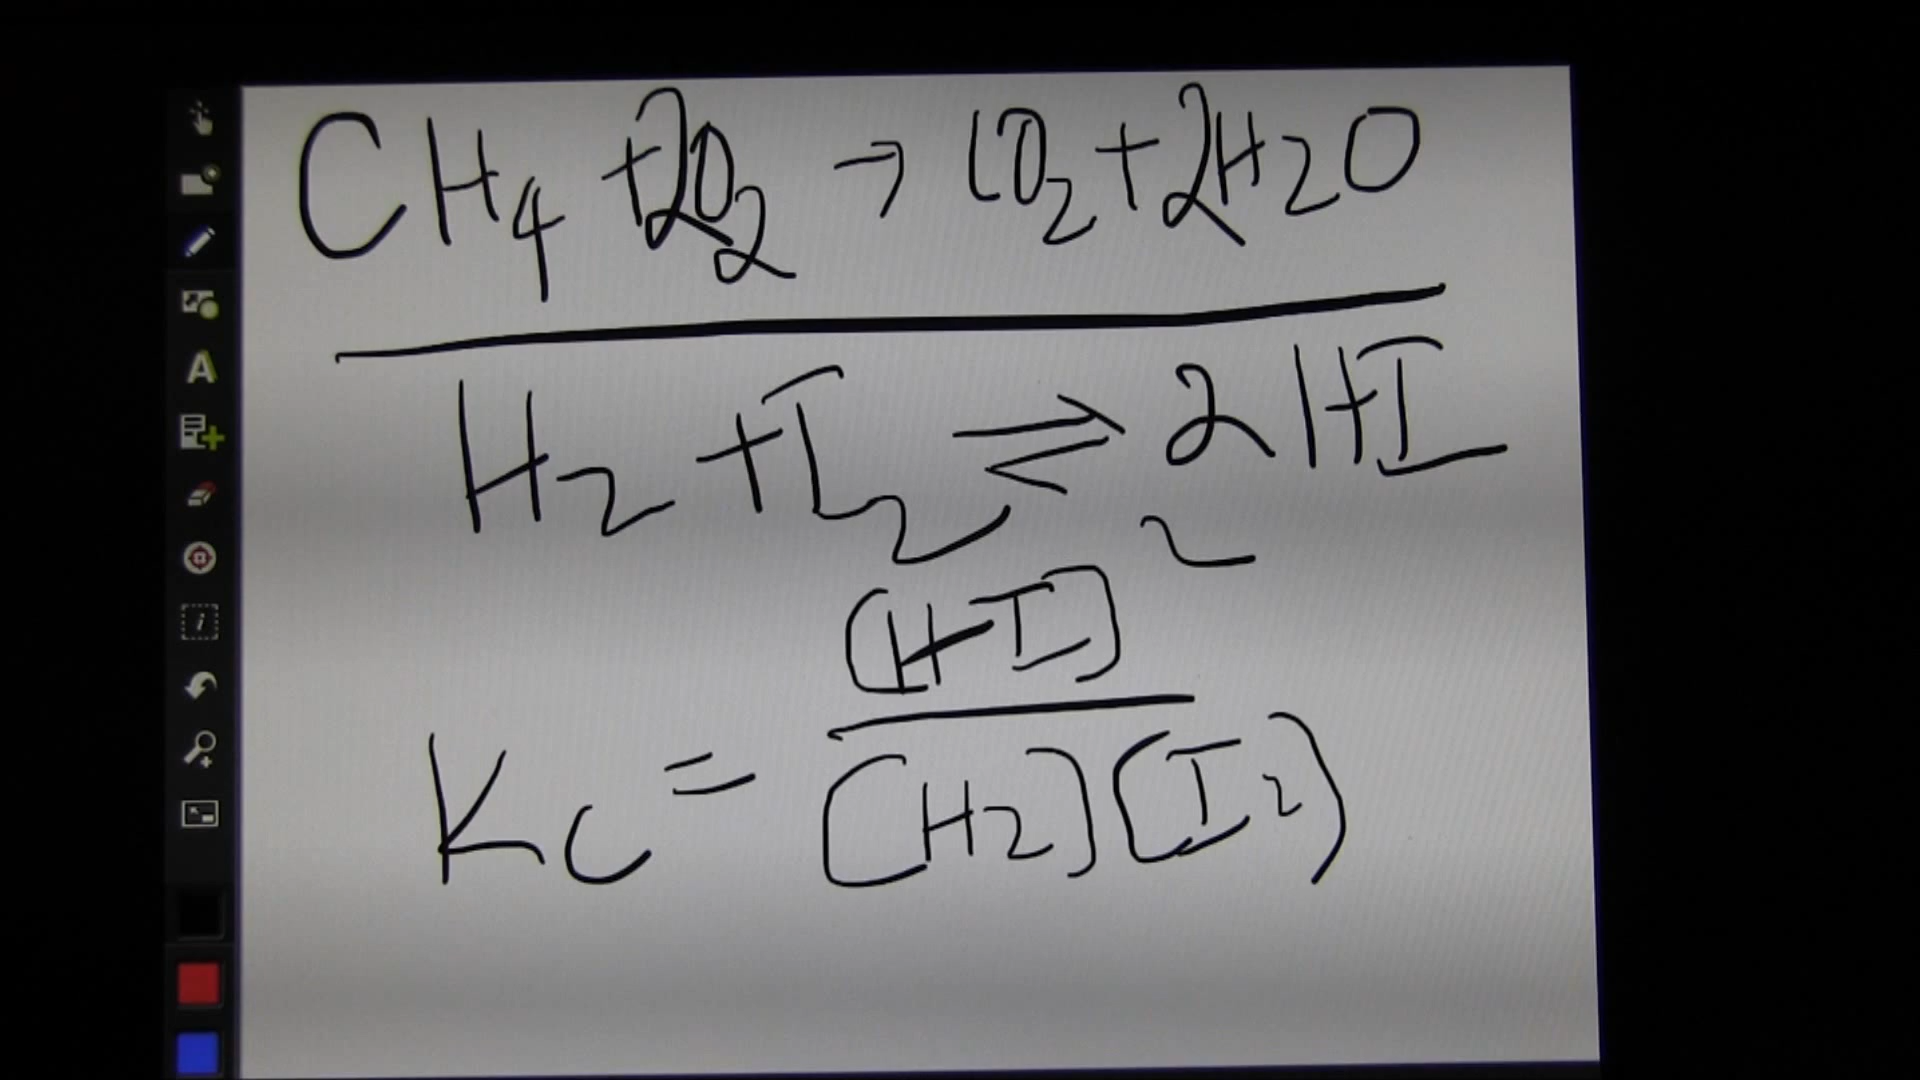 CH₄ + 2O₂ → CO₂ + 2H₂O
H₂ + I₂ ⇌ 2HI
2
[HI]
Kc =
[H₂][I₂]
A
i